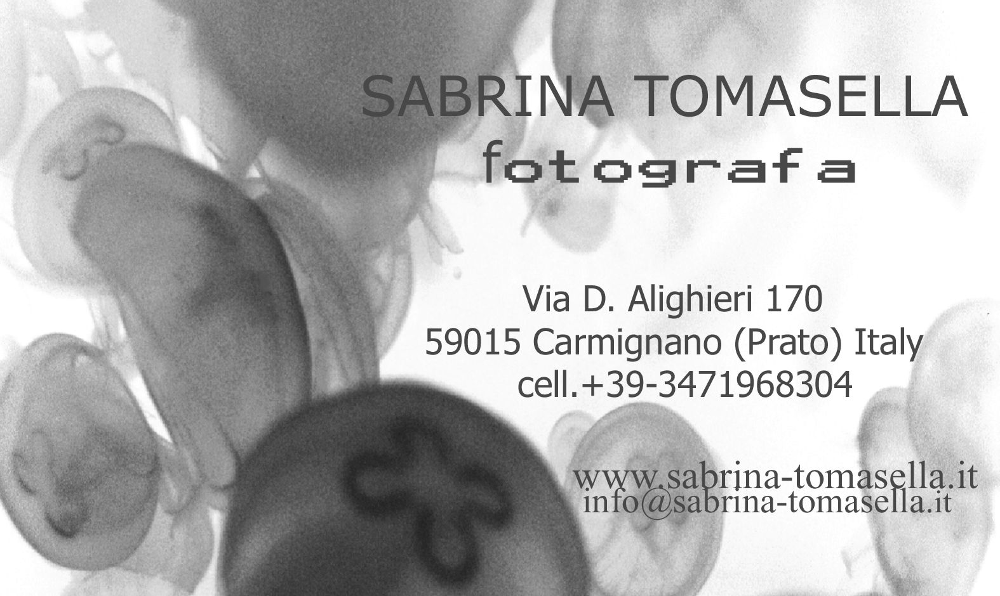 SABRINA TOMASELLA
fotografa
Via D. Alighieri 170
59015 Carmignano (Prato) Italy
cell.+39-3471968304
www.sabrina-tomasella.it
info@sabrina-tomasella.it